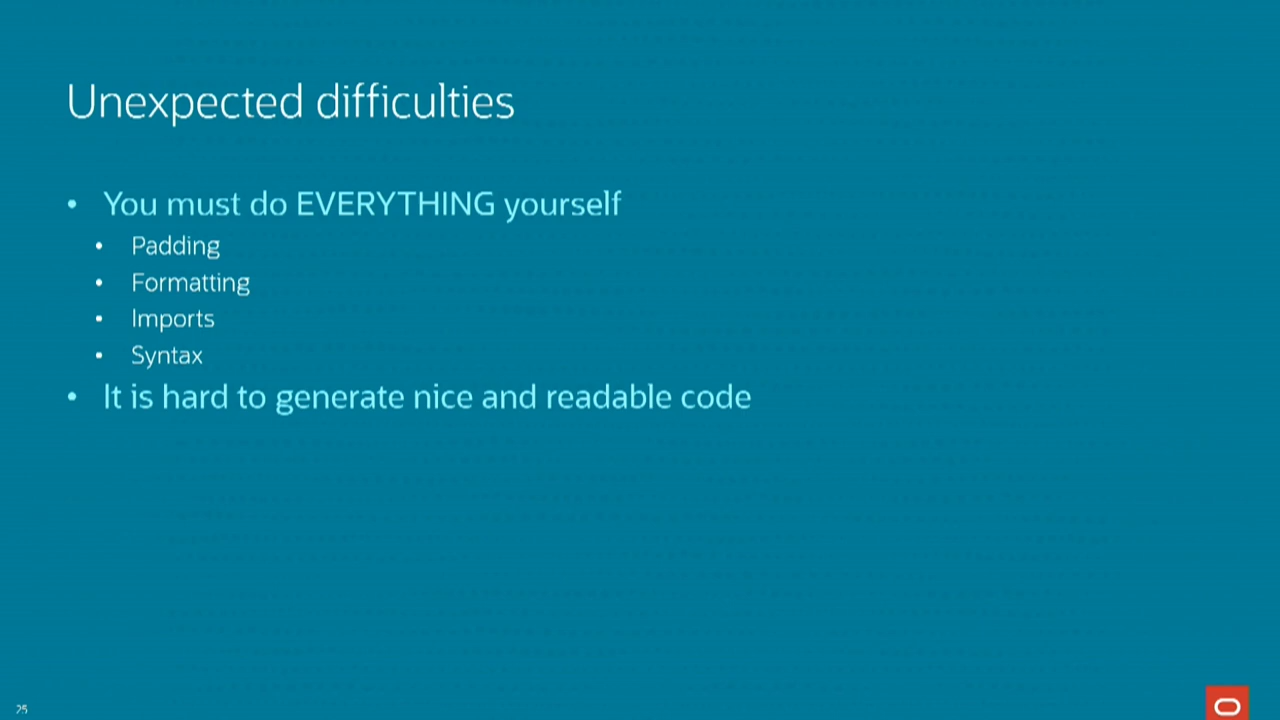 Unexpected difficulties
• You must do EVERYTHING yourself
• Padding
• Formatting
• Imports
• Syntax
• It is hard to generate nice and readable code
25